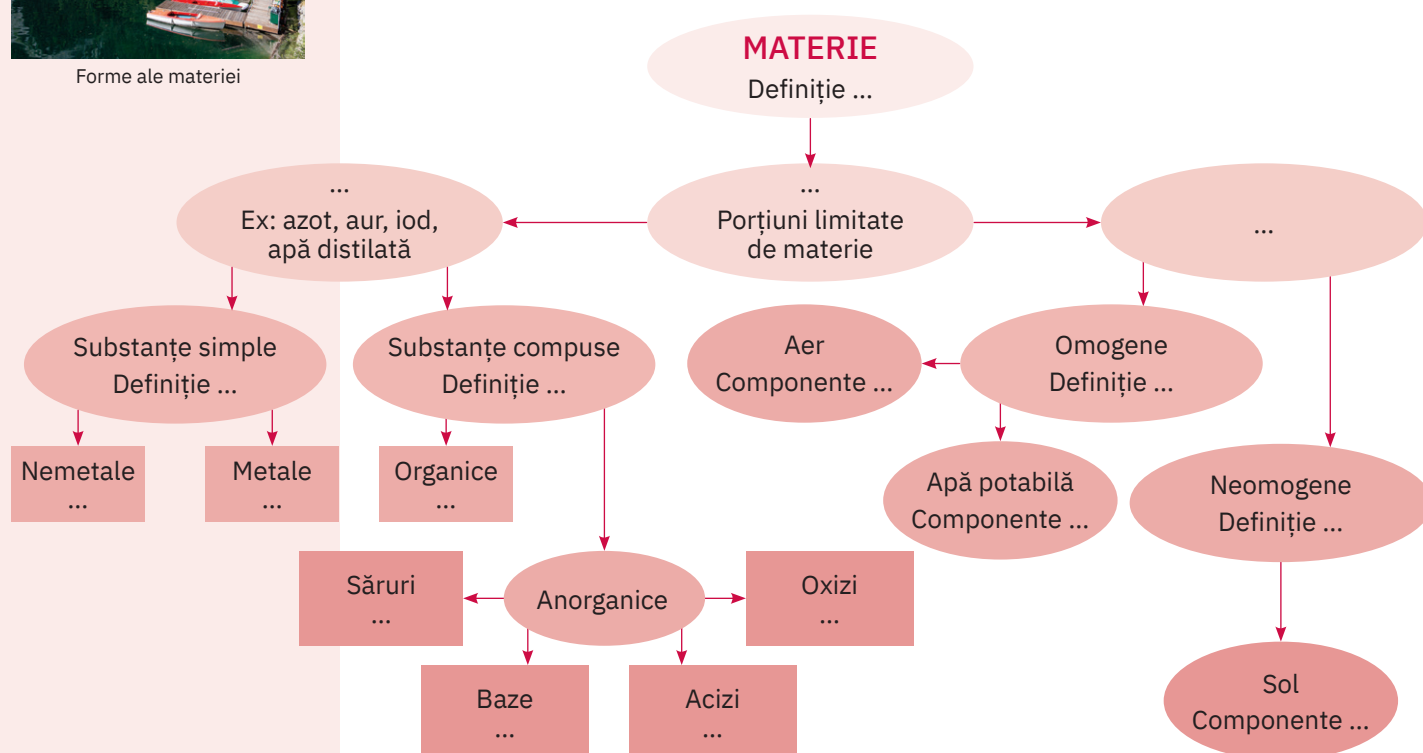 Forme ale materiei
MATERIE
Definiție ...
...
Ex: azot, aur, iod,
apă distilată
...
Porțiuni limitate
de materie
...
Substanțe simple
Definiție ...
Substanțe compuse
Definiție ...
Aer
Componente ...
Omogene
Definiție ...
Nemetale
...
Metale
...
Organice
...
Apă potabilă
Componente ...
Neomogene
Definiție ...
Săruri
...
Anorganice
Oxizi
...
Baze
...
Acizi
...
Sol
Componente ...